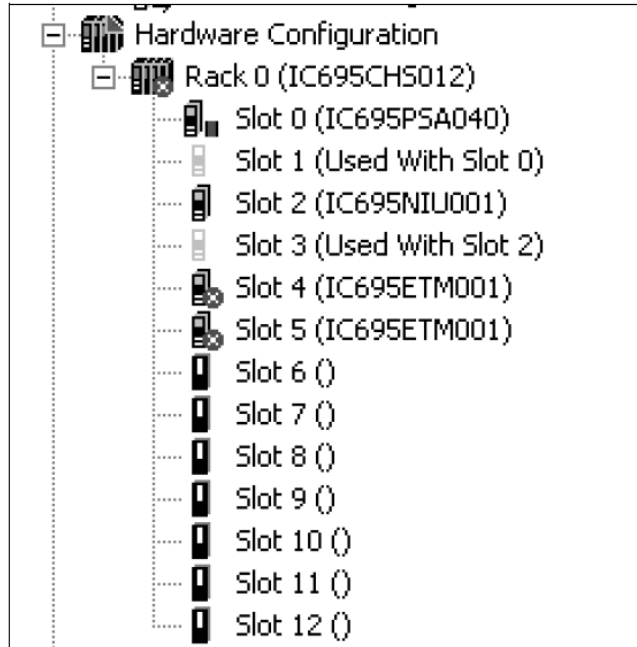 Hardware Configuration
Rack 0 (IC695CHS012)
Slot 0 (IC695PSA040)
Slot 1 (Used With Slot 0)
Slot 2 (IC695NIU001)
Slot 3 (Used With Slot 2)
Slot 4 (IC695ETM001)
Slot 5 (IC695ETM001)
Slot 6 ()
Slot 7 ()
Slot 8 ()
Slot 9 ()
Slot 10 ()
Slot 11 ()
Slot 12 ()